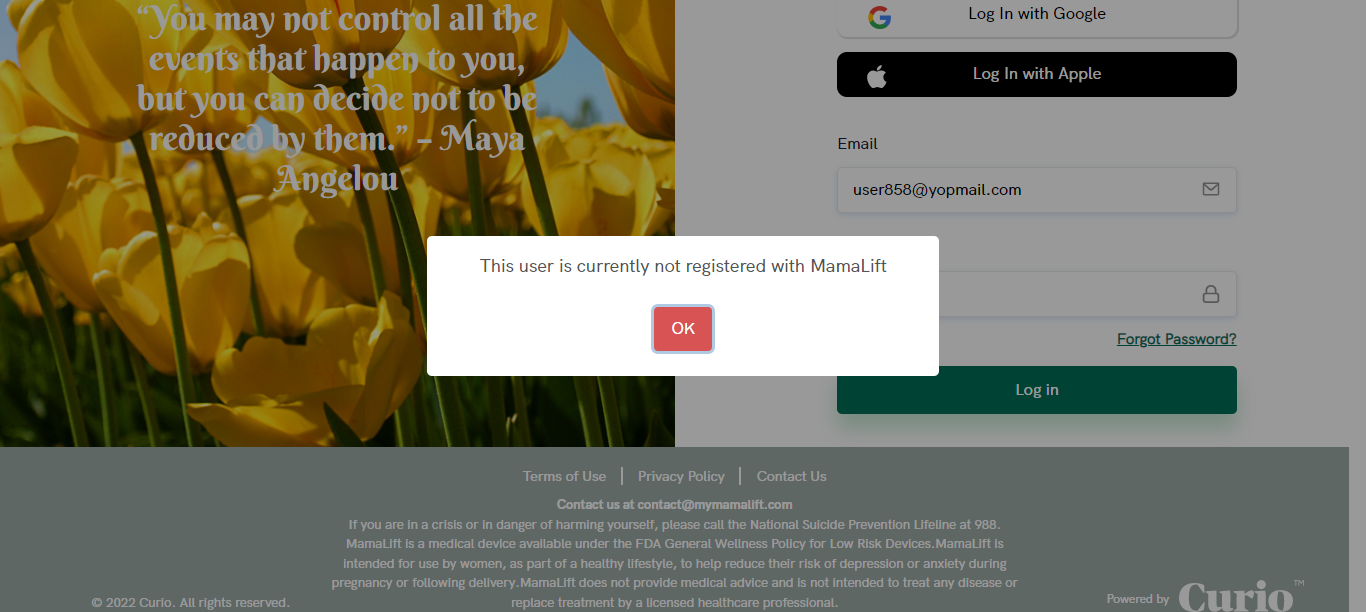 “You may not control all the
events that happen to you,
but you can decide not to be
reduced by them.” – Maya
Angelou
Log In with Google
Log In with Apple
Email
user858@yopmail.com
This user is currently not registered with MamaLift
OK
Forgot Password?
Log in
Terms of Use | Privacy Policy | Contact Us
Contact us at contact@mymamalift.com
If you are in a crisis or in danger of harming yourself, please call the National Suicide Prevention Lifeline at 988.
MamaLift is a medical device available under the FDA General Wellness Policy for Low Risk Devices.MamaLift is
intended for use by women, as part of a healthy lifestyle, to help reduce their risk of depression or anxiety during
pregnancy or following delivery.MamaLift does not provide medical advice and is not intended to treat any disease or
replace treatment by a licensed healthcare professional.
© 2022 Curio. All rights reserved.
Powered by Curio™